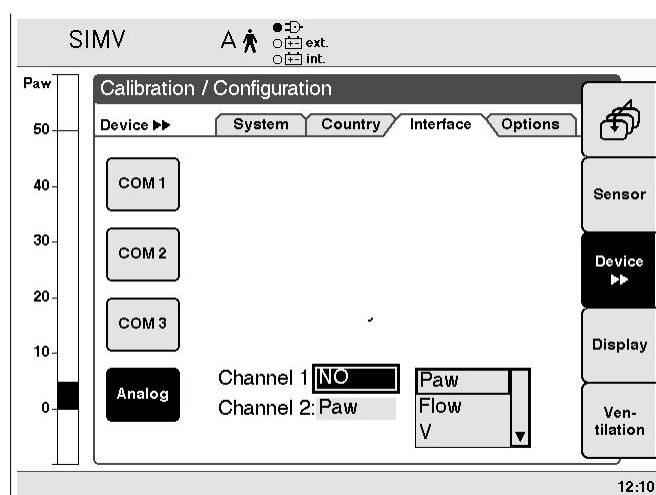 SIMV
A
ext.
int.
Paw
Calibration / Configuration
Device ▶▶
System
Country
Interface
Options
50
40
30
20
10
0
COM 1
COM 2
COM 3
Analog
Channel 1 NO
Channel 2: Paw
Paw
Flow
V
Sensor
Device
▶▶
Display
Ven-
tilation
12:10